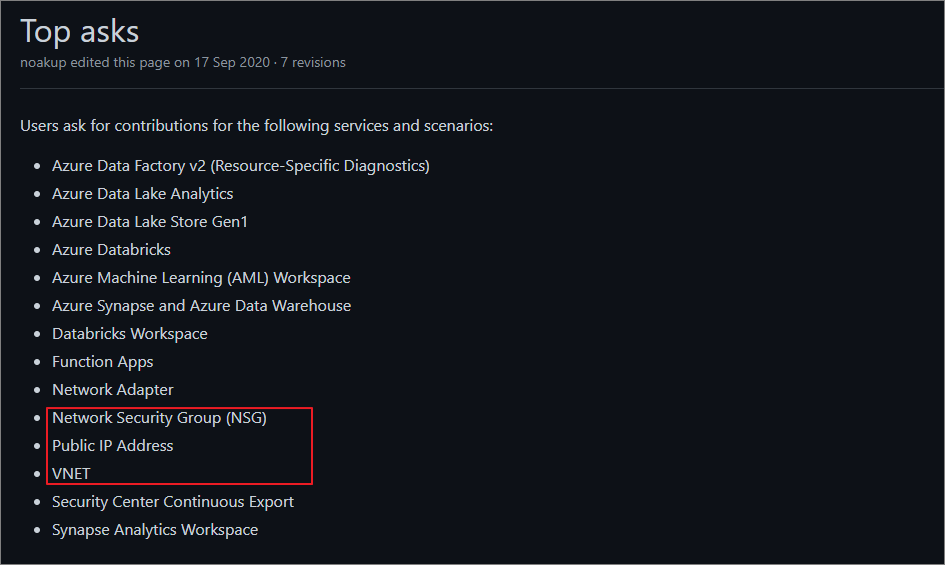 Top asks
noakup edited this page on 17 Sep 2020 · 7 revisions
Users ask for contributions for the following services and scenarios:
• Azure Data Factory v2 (Resource-Specific Diagnostics)
• Azure Data Lake Analytics
• Azure Data Lake Store Gen1
• Azure Databricks
• Azure Machine Learning (AML) Workspace
• Azure Synapse and Azure Data Warehouse
• Databricks Workspace
• Function Apps
• Network Adapter
• Network Security Group (NSG)
• Public IP Address
• VNET
• Security Center Continuous Export
• Synapse Analytics Workspace